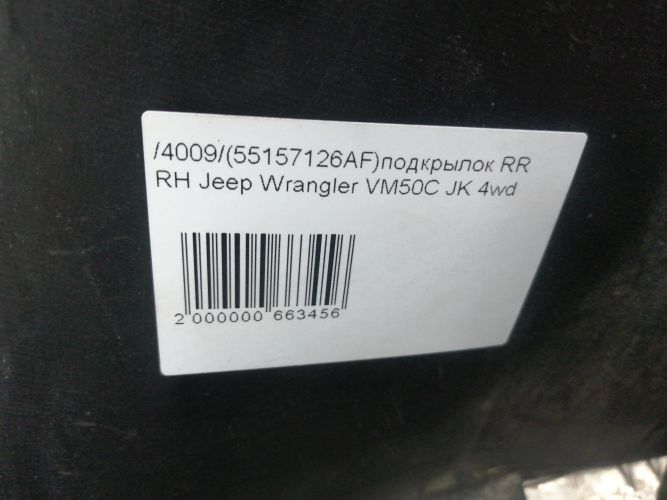 /4009/(55157126AF)подкрылок RR
RH Jeep Wrangler VM50C JK 4wd
2 000000 663456